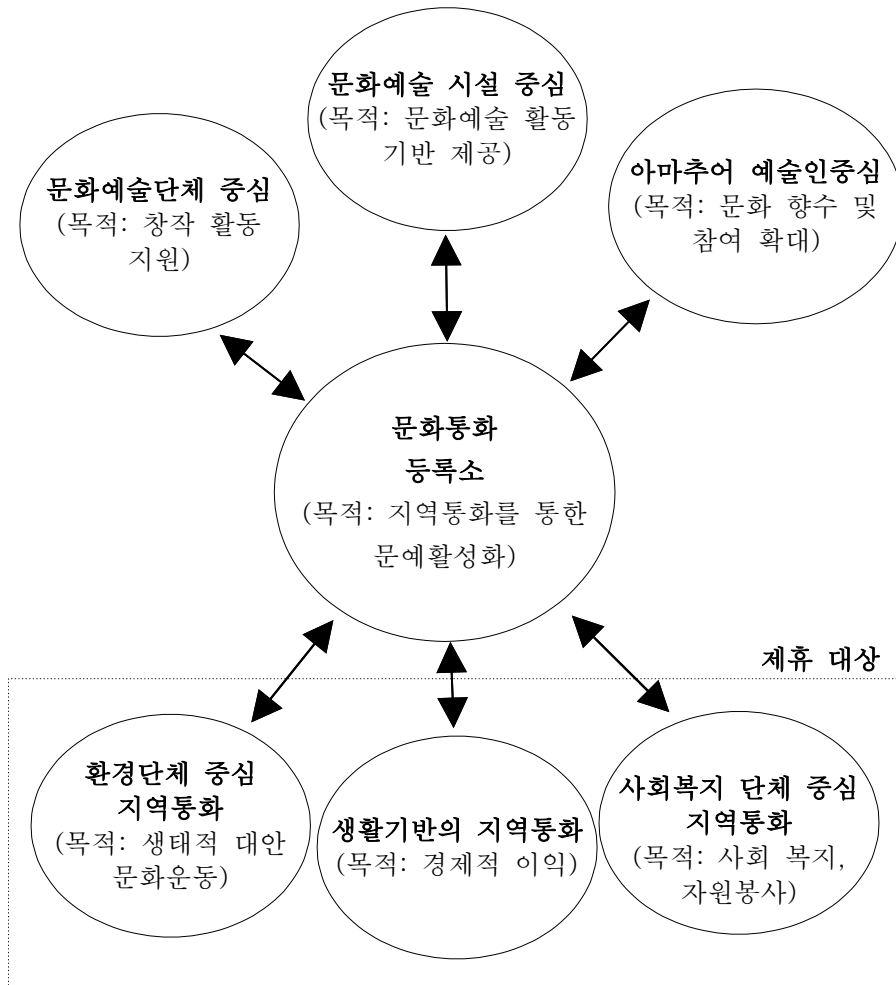 문화예술 시설 중심
(목적: 문화예술 활동
기반 제공)
문화예술단체 중심
(목적: 창작 활동
지원)
아마추어 예술인중심
(목적: 문화 향수 및
참여 확대)
문화통화
등록소
(목적: 지역통화를 통한
문예활성화)
제휴 대상
환경단체 중심
지역통화
(목적: 생태적 대안
문화운동)
생활기반의 지역통화
(목적: 경제적 이익)
사회복지 단체 중심
지역통화
(목적: 사회 복지,
자원봉사)